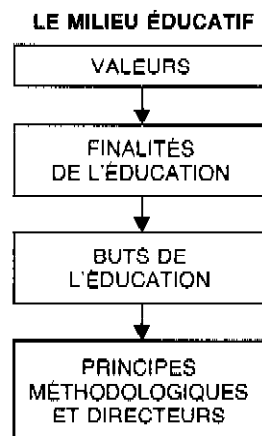 LE MILIEU ÉDUCATIF
VALEURS
FINALITÉS
DE L'ÉDUCATION
BUTS DE
L'ÉDUCATION
PRINCIPES
MÉTHODOLOGIQUES
ET DIRECTEURS